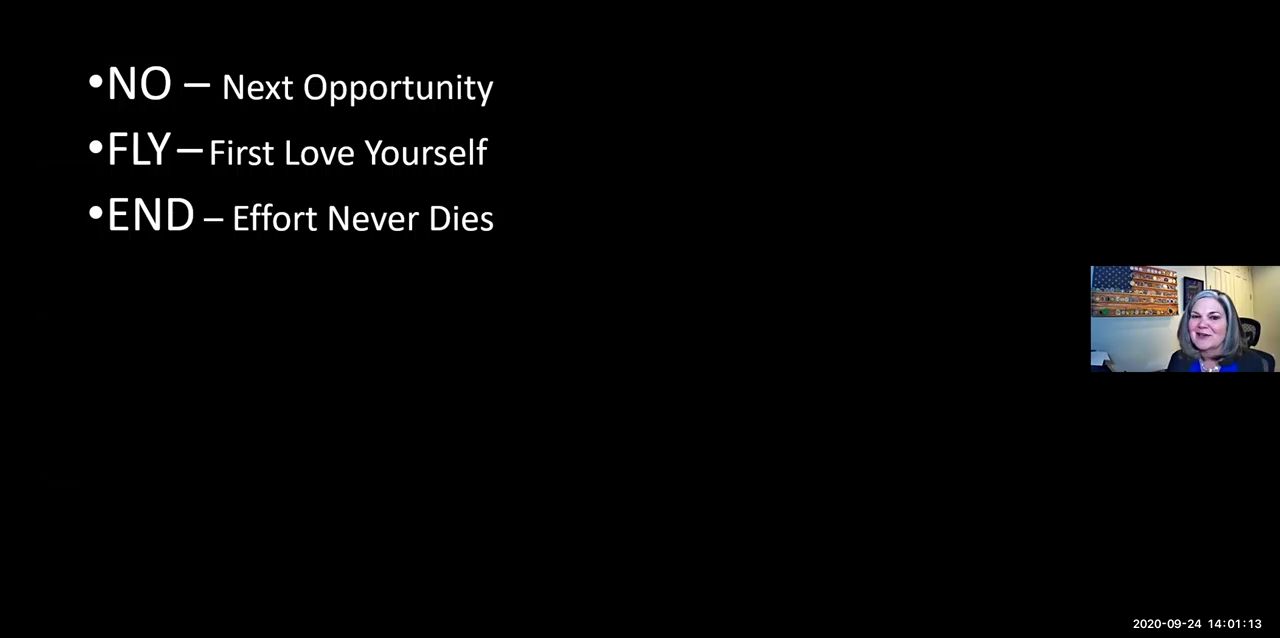 •NO – Next Opportunity
•FLY– First Love Yourself
•END – Effort Never Dies
2020-09-24 14:01:13